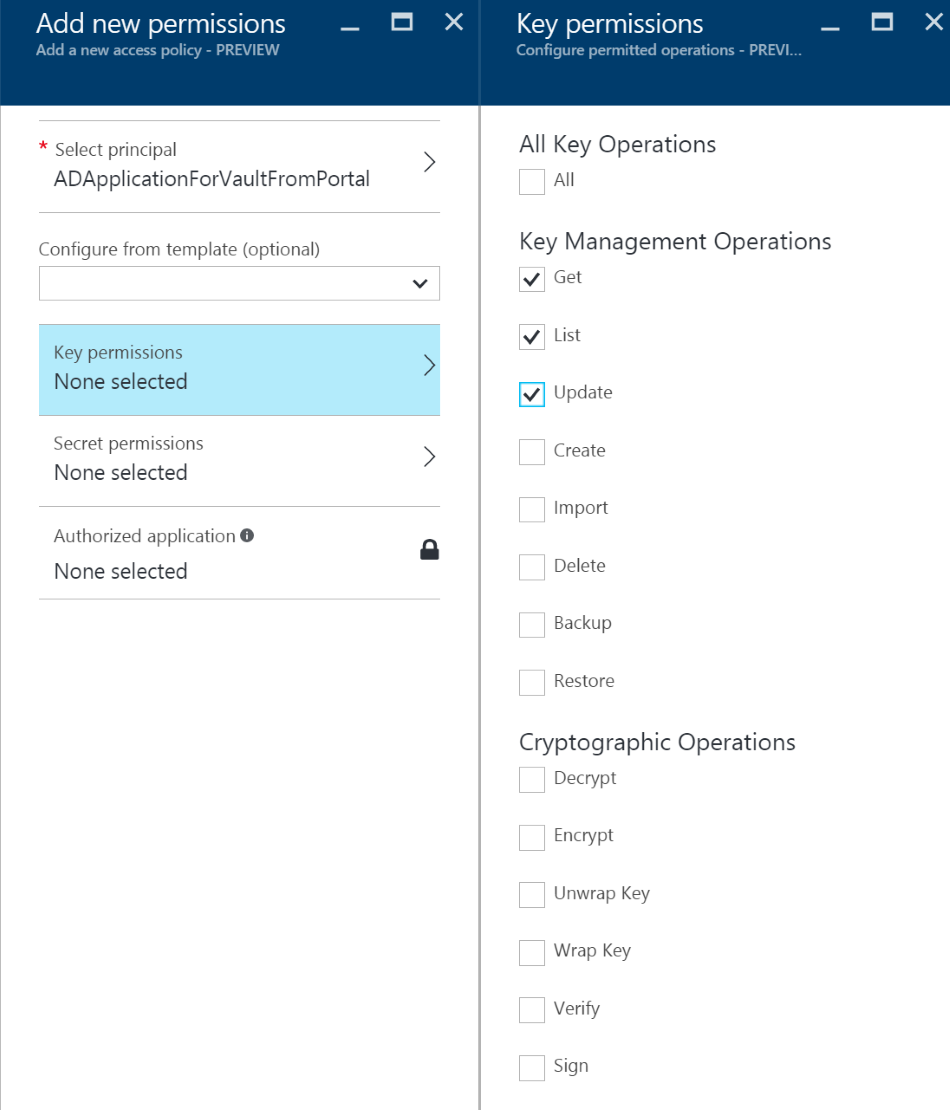 Add new permissions
Add a new access policy - PREVIEW
* Select principal
ADApplicationForVaultFromPortal
Configure from template (optional)
Key permissions
None selected
Secret permissions
None selected
Authorized application
None selected
Key permissions
Configure permitted operations - PREVI...
All Key Operations
All
Key Management Operations
Get
List
Update
Create
Import
Delete
Backup
Restore
Cryptographic Operations
Decrypt
Encrypt
Unwrap Key
Wrap Key
Verify
Sign